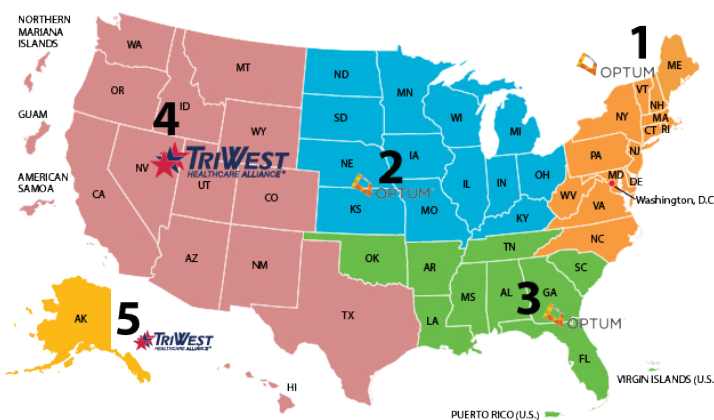 NORTHERN
MARIANA
ISLANDS
GUAM
AMERICAN
SAMOA
WA
OR
ID
MT
WY
NV
UT
CO
CA
AZ
NM
TX
HI
4
TRIWEST
HEALTHCARE ALLIANCE®
AK
5
TRIWEST
HEALTHCARE ALLIANCE®
ND
MN
SD
WI
MI
NE
IA
IL
IN
OH
KS
MO
KY
2
OPTUM
1
OPTUM
ME
VT
NH
MA
CT
RI
NY
NJ
PA
MD
DE
WV
VA
NC
Washington, D.C
OK
AR
TN
SC
MS
AL
GA
LA
FL
3
OPTUM
VIRGIN ISLANDS (U.S.
PUERTO RICO (U.S.)